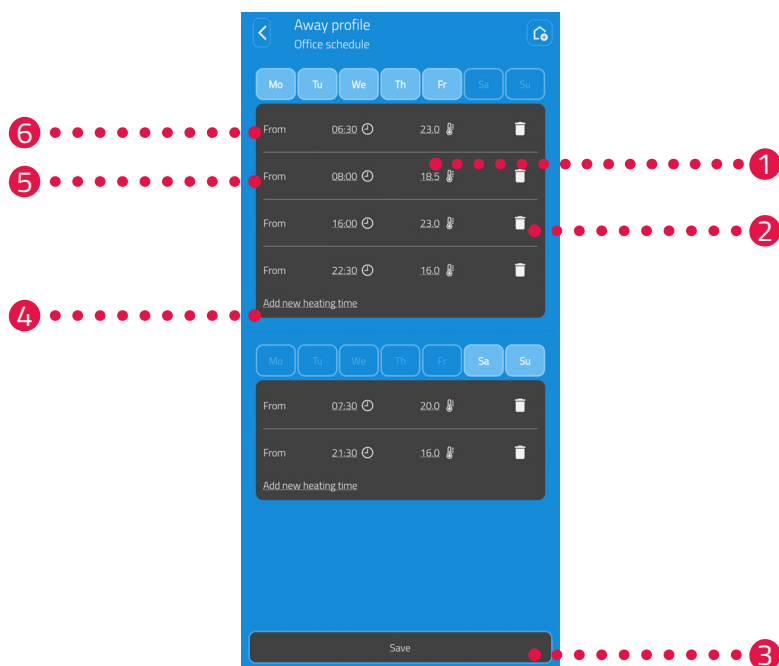 Away profile
Office schedule
Mo Tu We Th Fr Sa Su
6 From 06:30 23.0
1
5 From 08:00 18.5
From 16:00 23.0
2
From 22:30 16.0
4 Add new heating time
Mo Tu We Th Fr Sa Su
From 07:30 20.0
From 21:30 16.0
Add new heating time
Save
3